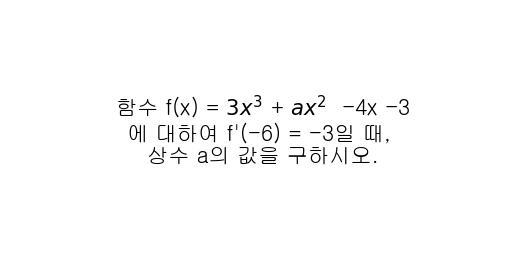 함수 f(x) = 3x³ + ax² -4x -3
에 대하여 f'(-6) = -3일 때,
상수 a의 값을 구하시오.